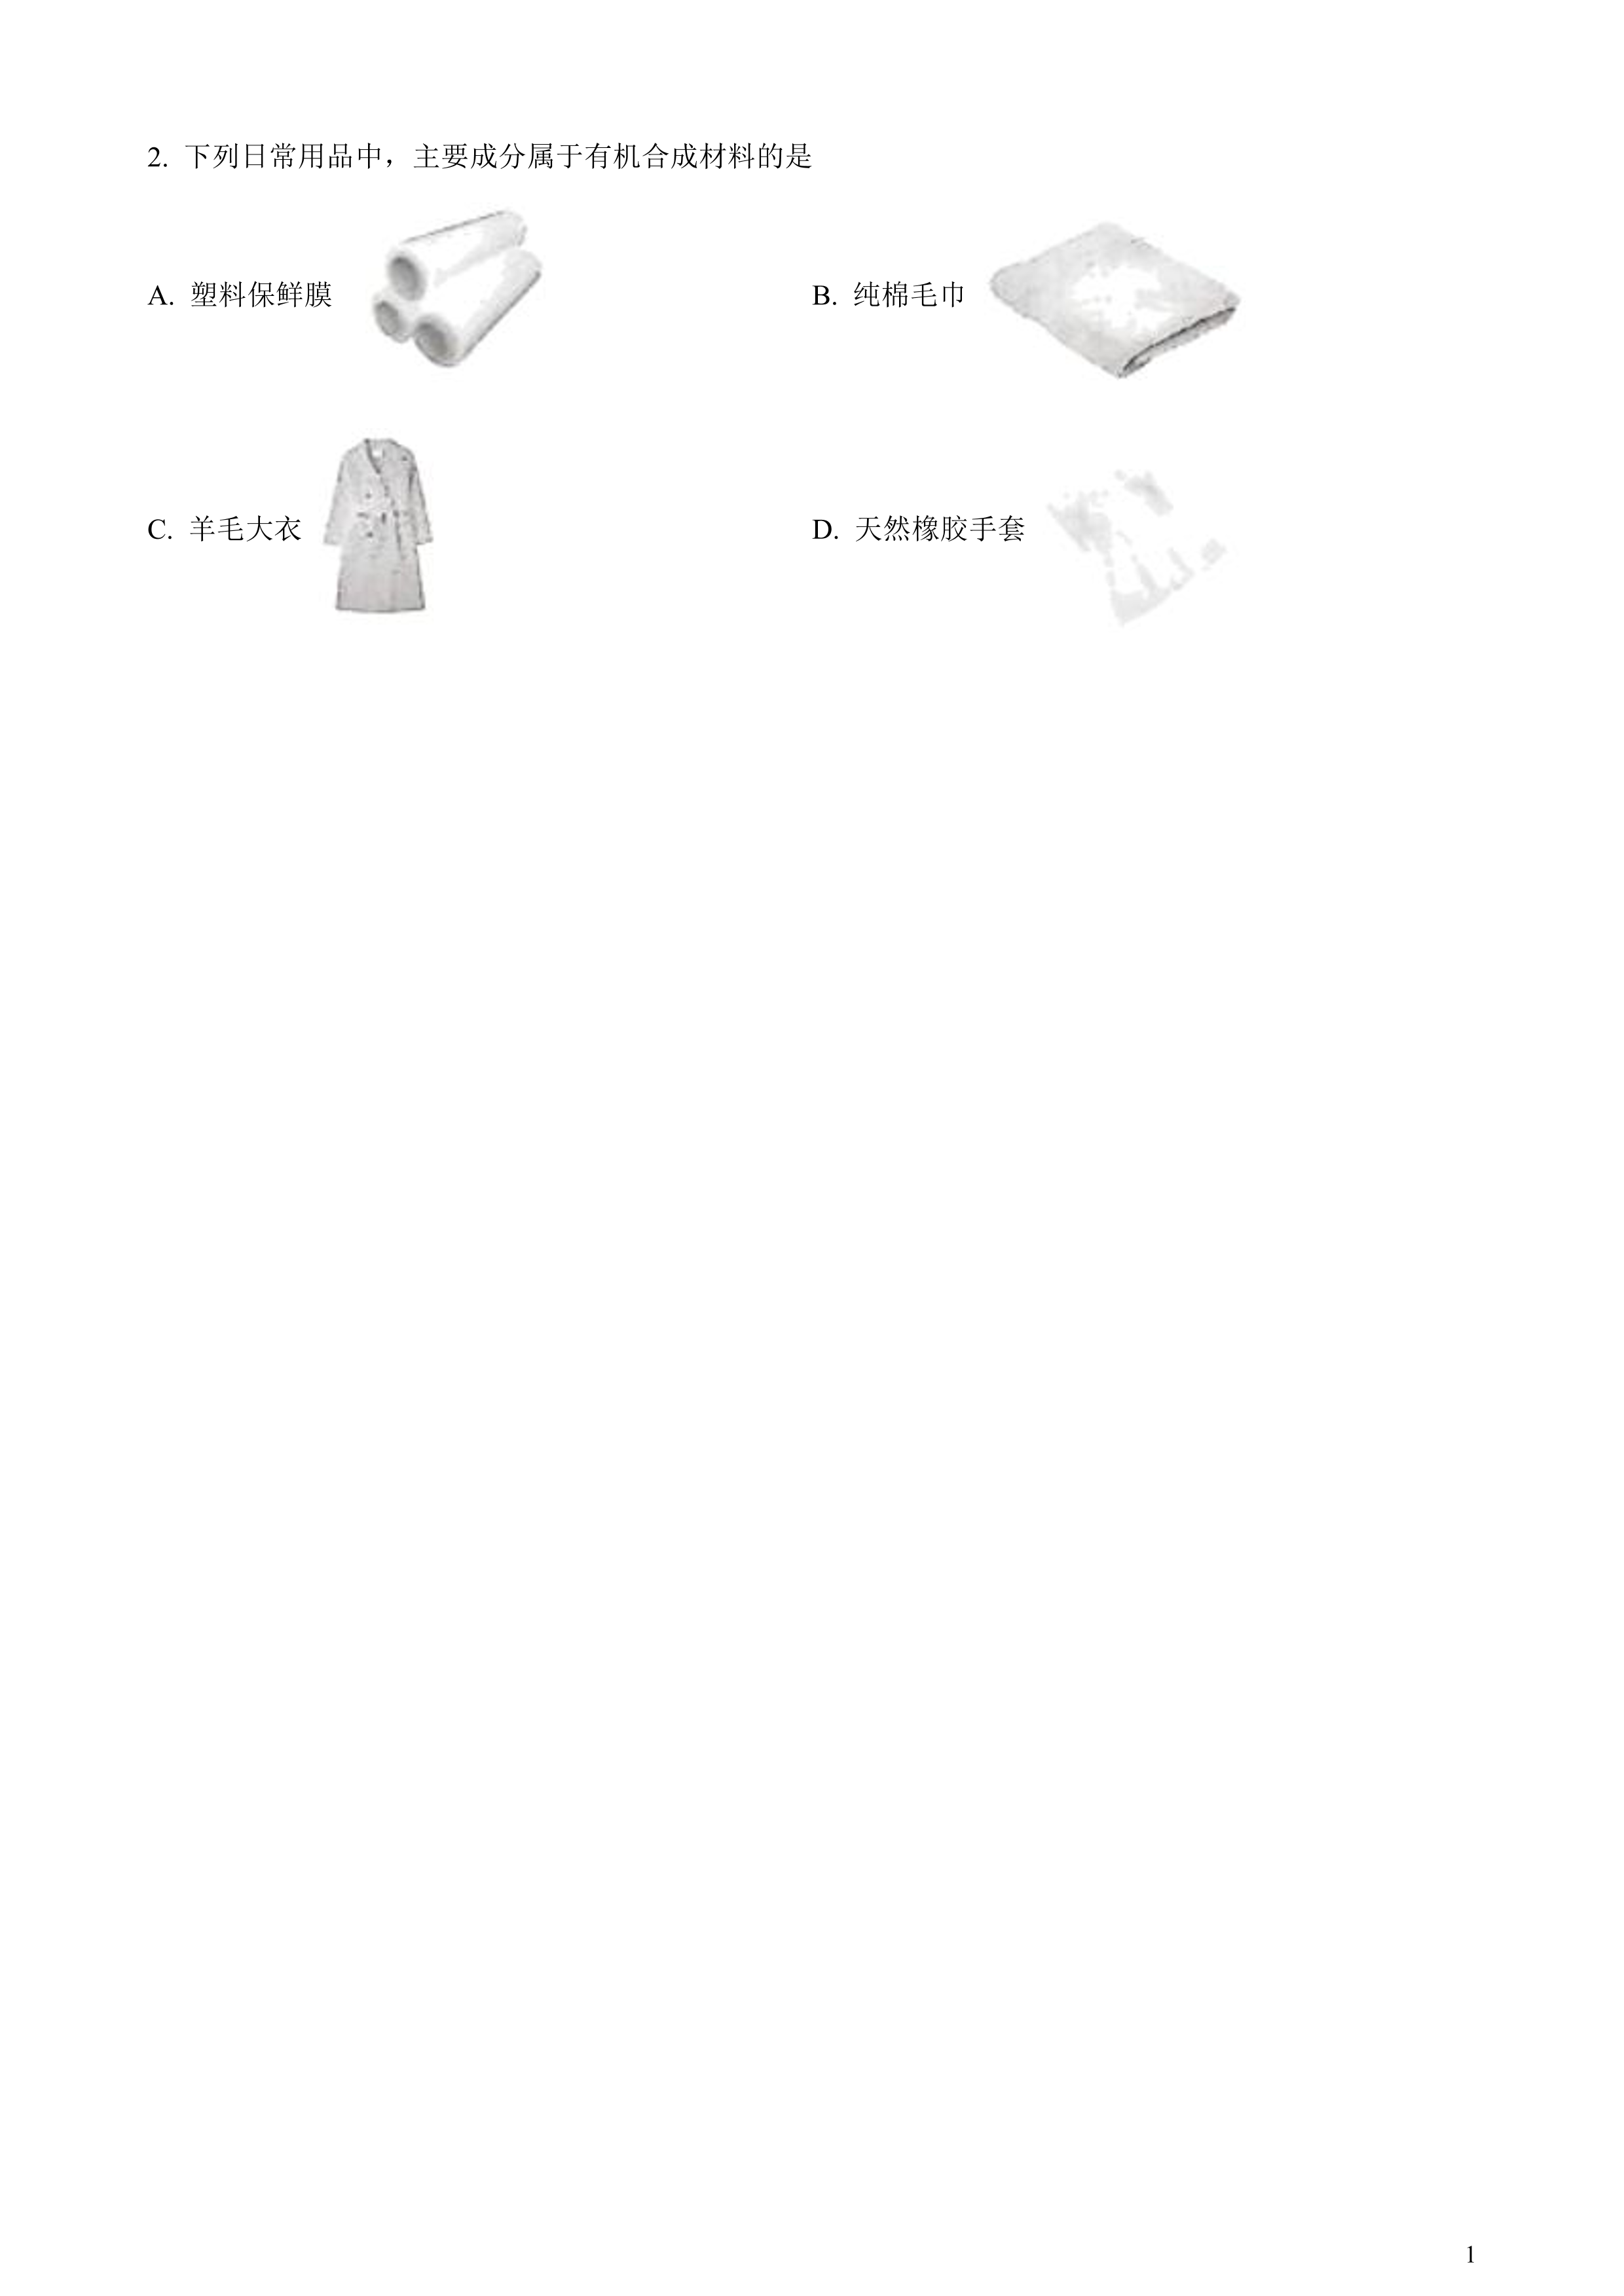 2. 下列日常用品中，主要成分属于有机合成材料的是
A. 塑料保鲜膜
B. 纯棉毛巾
C. 羊毛大衣
D. 天然橡胶手套
1